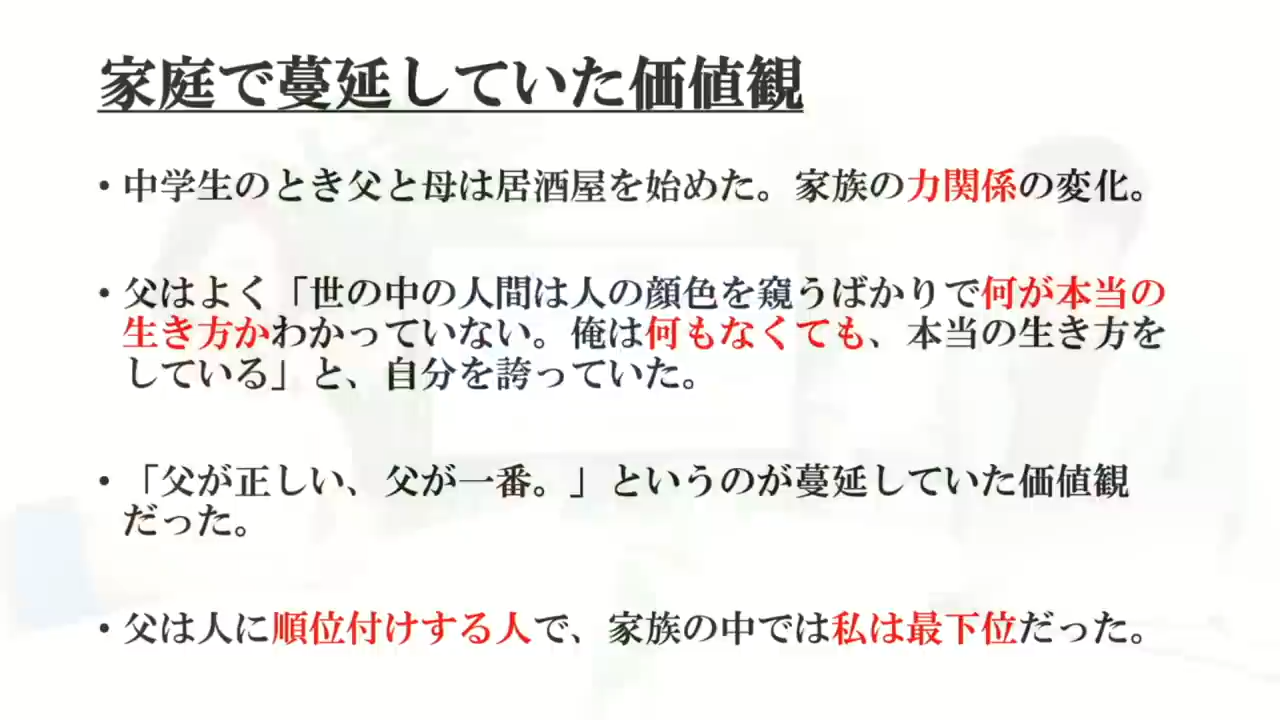 家庭で蔓延していた価値観
・中学生のとき父と母は居酒屋を始めた。家族の力関係の変化。
・父はよく「世の中の人間は人の顔色を窺うばかりで何が本当の
生き方かわかっていない。俺は何もなくても、本当の生き方を
している」と、自分を誇っていた。
・「父が正しい、父が一番。」というのが蔓延していた価値観
だった。
・父は人に順位付けする人で、家族の中では私は最下位だった。